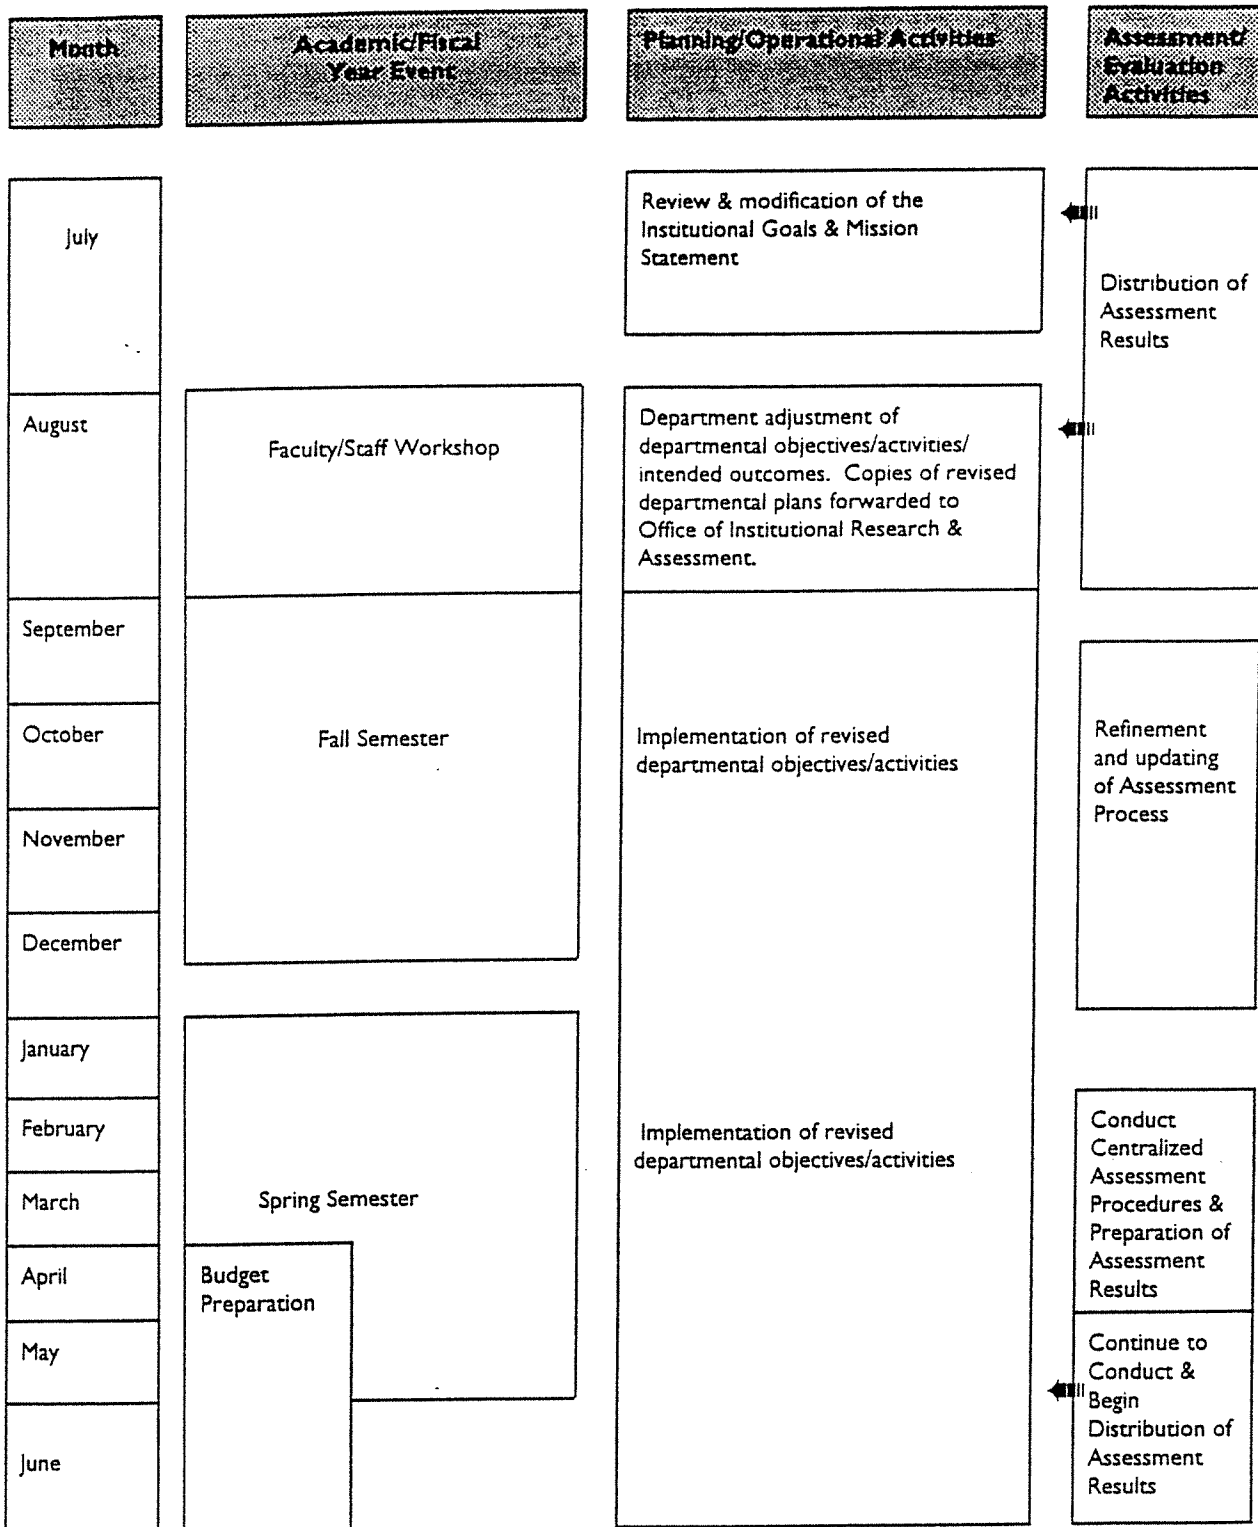 Month
Academic/Fiscal
Year Event
Planning/Operational Activities
Assessment/
Evaluation
Activities
July
Review & modification of the
Institutional Goals & Mission
Statement
Distribution of
Assessment
Results
August
Faculty/Staff Workshop
Department adjustment of
departmental objectives/activities/
intended outcomes. Copies of revised
departmental plans forwarded to
Office of Institutional Research &
Assessment.
September
October
Fall Semester
Implementation of revised
departmental objectives/activities
Refinement
and updating
of Assessment
Process
November
December
January
February
Implementation of revised
departmental objectives/activities
Conduct
Centralized
Assessment
Procedures &
Preparation of
Assessment
Results
March
Spring Semester
April
Budget
Preparation
May
Continue to
Conduct &
Begin
Distribution of
Assessment
Results
June